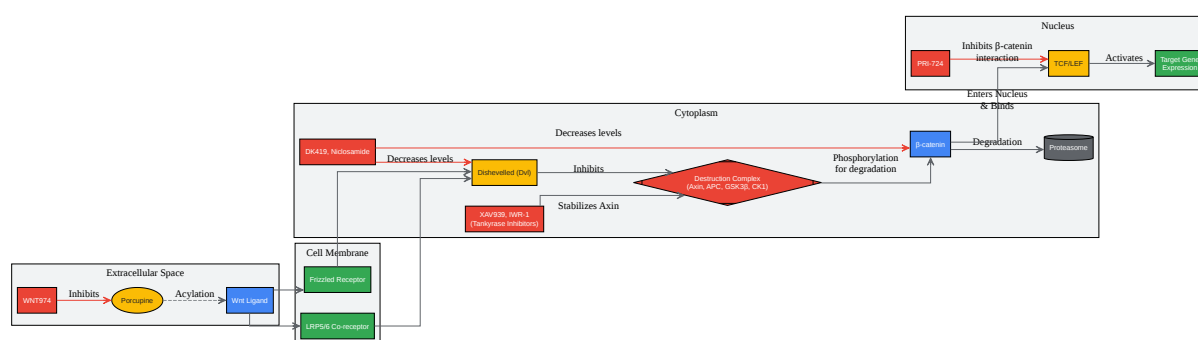 Nucleus
Inhibits β-catenin
interaction
PRI-724
TCF/LEF
Activates
Target Gene
Expression
Enters Nucleus
& Binds
Cytoplasm
Decreases levels
DK419, Niclosamide
Decreases levels
β-catenin
Degradation
Proteasome
Dishevelled (Dvl)
Inhibits
Phosphorylation
for degradation
Destruction Complex
(Axin, APC, GSK3β, CK1)
XAV939, IWR-1
(Tankyrase Inhibitors)
Stabilizes Axin
Cell Membrane
Frizzled Receptor
LRP5/6 Co-receptor
Extracellular Space
WNT974
Inhibits
Porcupine
Acylation
Wnt Ligand